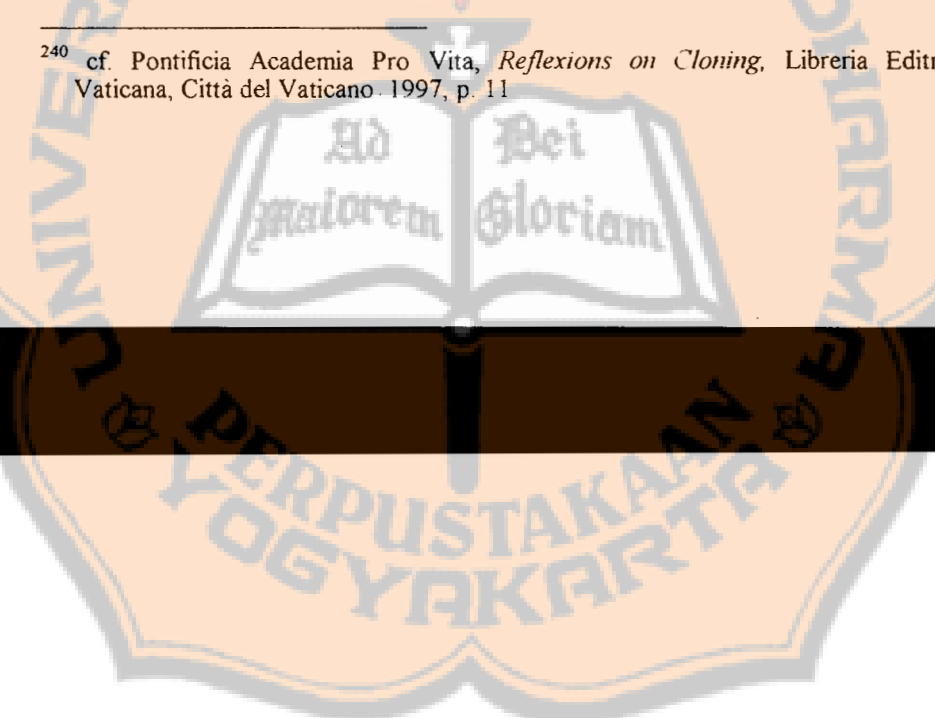 240 cf. Pontificia Academia Pro Vita, Reflexions on Cloning, Libreria Editr
Vaticana, Città del Vaticano 1997, p. 11
Ad Dei
Maiorem Gloriam
PERPUSTAKAAN
YOGYAKARTA